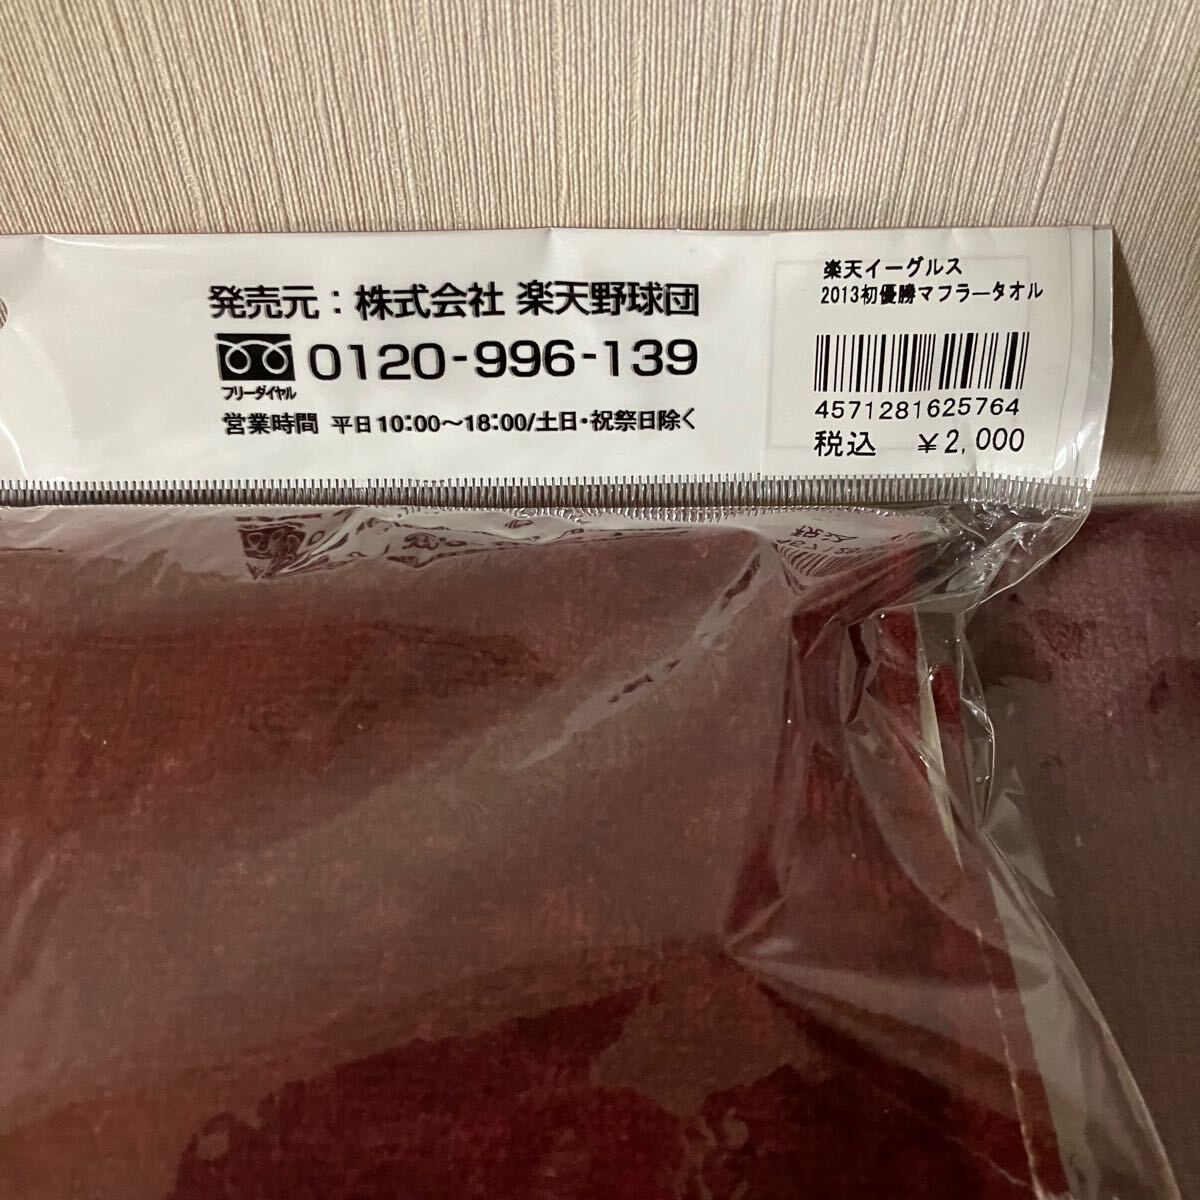 発売元：株式会社 楽天野球団
フリーダイヤル
0120-996-139
営業時間 平日10:00〜18:00/土日・祝祭日除く
楽天イーグルス
2013初優勝マフラータオル
4571281625764
税込 ¥2,000